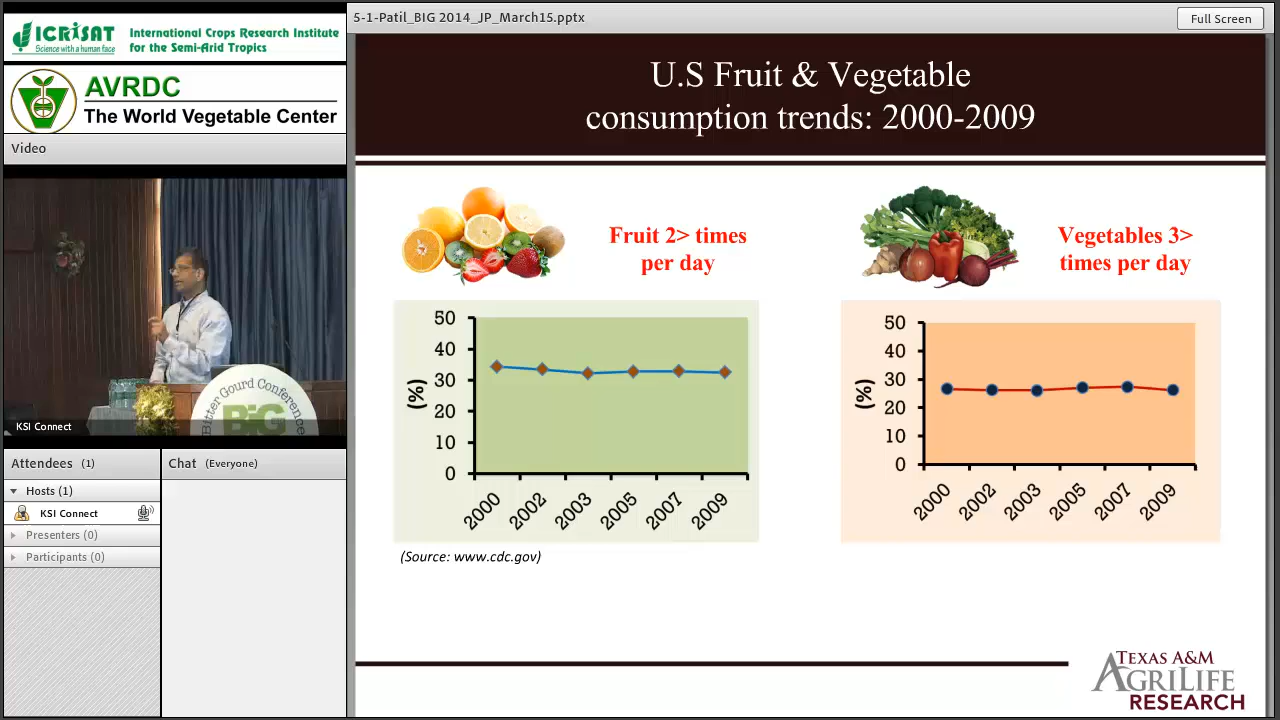 5-1-Patil_BIG 2014_JP_March15.pptx
Full Screen
ICRISAT
Science with a human face
International Crops Research Institute
for the Semi-Arid Tropics
AVRDC
The World Vegetable Center
Video
KSI Connect
Bitter Gourd Conference
BiG
Attendees (1)
Hosts (1)
KSI Connect
Presenters (0)
Participants (0)
Chat (Everyone)
U.S Fruit & Vegetable
consumption trends: 2000-2009
Fruit 2> times
per day
50
40
30
20
10
0
(%)
2000 2002 2003 2005 2007 2009
(Source: www.cdc.gov)
Vegetables 3>
times per day
50
40
30
20
10
0
(%)
2000 2002 2003 2005 2007 2009
TEXAS A&M
AGRILIFE
RESEARCH